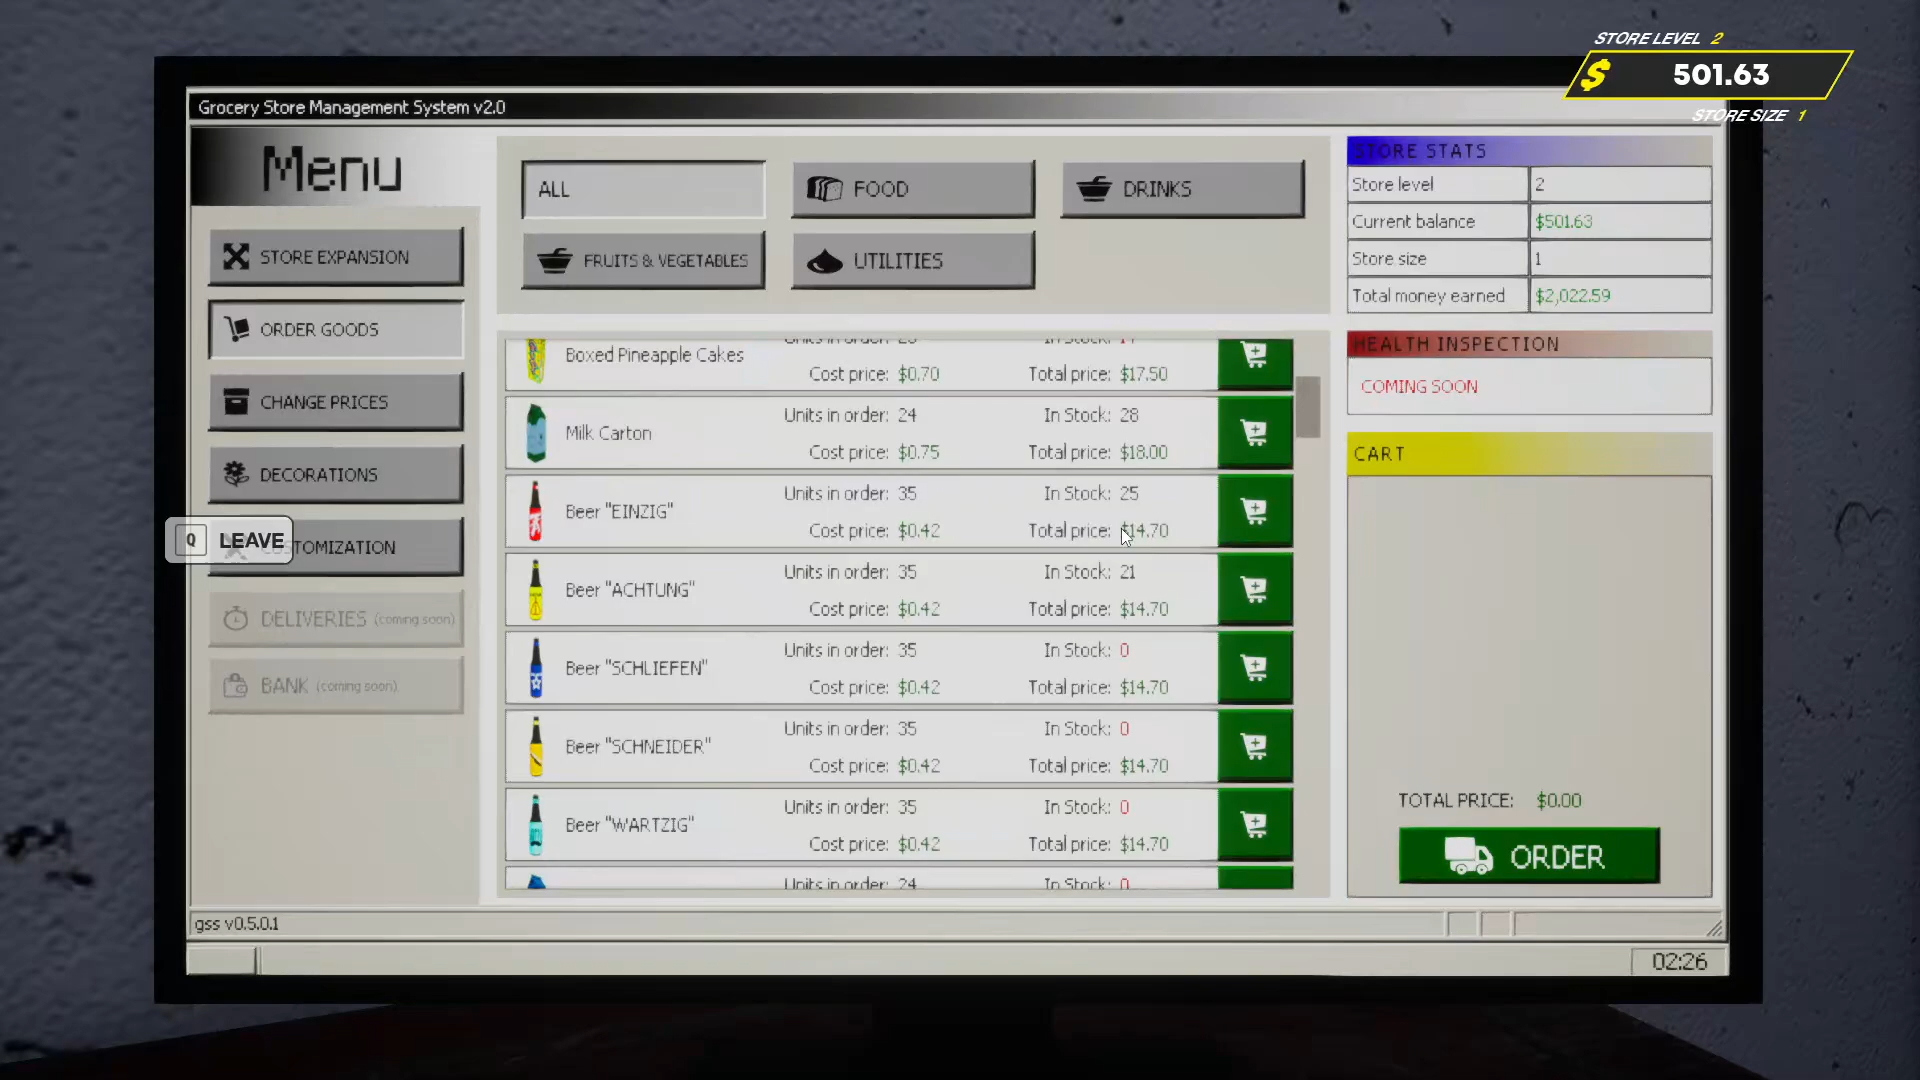 STORE LEVEL 2
$ 501.63
STORE SIZE 1
Grocery Store Management System v2.0
Menu
STORE EXPANSION
ORDER GOODS
CHANGE PRICES
DECORATIONS
Q LEAVE
STOMIZATION
DELIVERIES (coming soon)
BANK (coming soon)
ALL
FOOD
DRINKS
FRUITS & VEGETABLES
UTILITIES
Boxed Pineapple Cakes
Cost price: $0.70 Total price: $17.50
Milk Carton
Units in order: 24 In Stock: 28
Cost price: $0.75 Total price: $18.00
Beer "EINZIG"
Units in order: 35 In Stock: 25
Cost price: $0.42 Total price: $14.70
Beer "ACHTUNG"
Units in order: 35 In Stock: 21
Cost price: $0.42 Total price: $14.70
Beer "SCHLIEFEN"
Units in order: 35 In Stock: 0
Cost price: $0.42 Total price: $14.70
Beer "SCHNEIDER"
Units in order: 35 In Stock: 0
Cost price: $0.42 Total price: $14.70
Beer "WARTZIG"
Units in order: 35 In Stock: 0
Cost price: $0.42 Total price: $14.70
Units in order: 24 In Stock: 0
STORE STATS
Store level 2
Current balance $501.63
Store size 1
Total money earned $2,022.59
HEALTH INSPECTION
COMING SOON
CART
TOTAL PRICE: $0.00
ORDER
gss v0.5.0.1
02:26